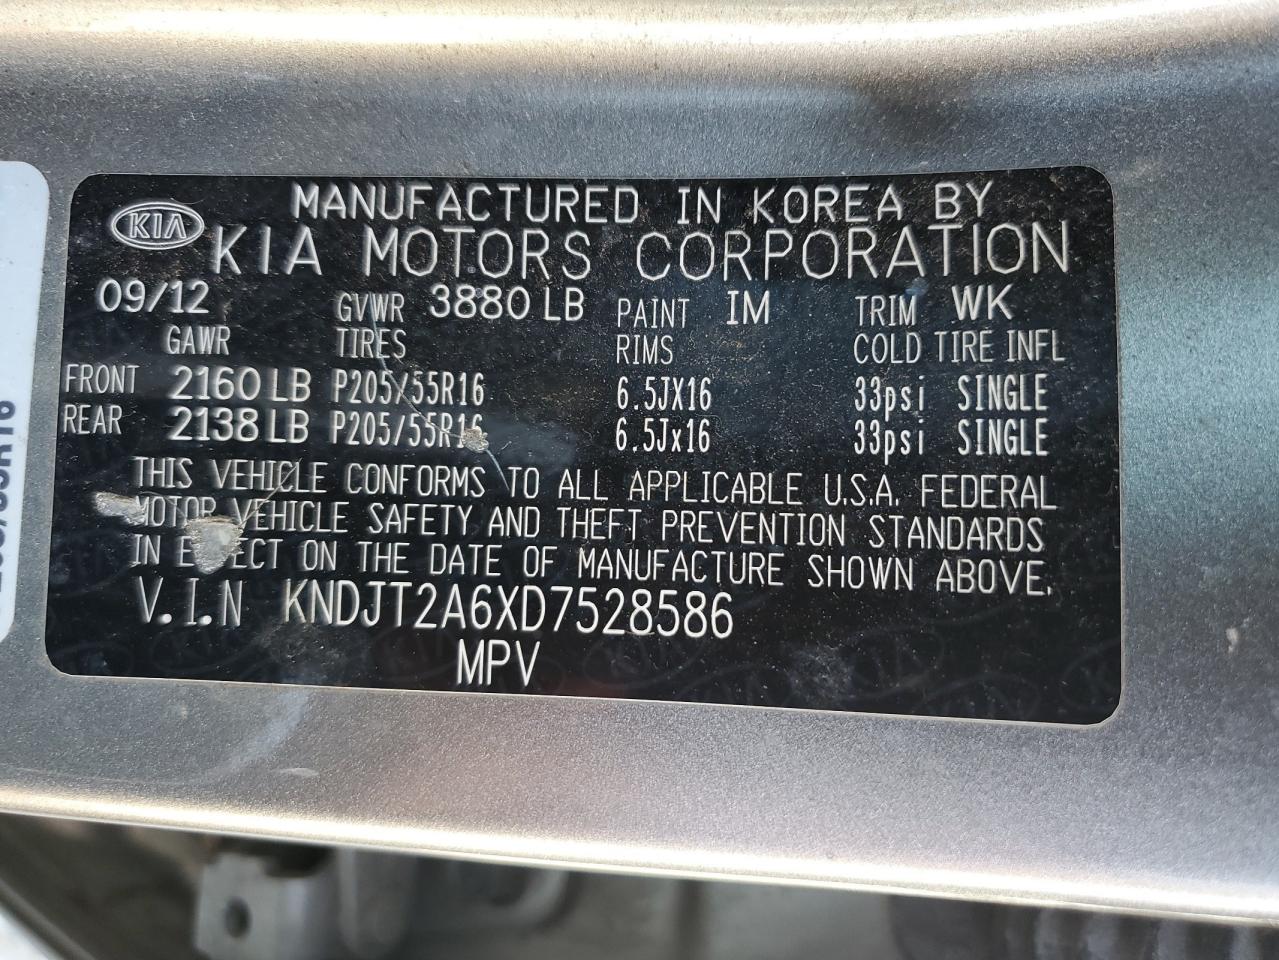 MANUFACTURED IN KOREA BY
KIA
KIA MOTORS CORPORATION
09/12 GVWR 3880 LB PAINT IM TRIM WK
GAWR TIRES RIMS COLD TIRE INFL
FRONT 2160 LB P205/55R16 6.5JX16 33psi SINGLE
REAR 2138 LB P205/55R16 6.5Jx16 33psi SINGLE
THIS VEHICLE CONFORMS TO ALL APPLICABLE U.S.A. FEDERAL
MOTOR VEHICLE SAFETY AND THEFT PREVENTION STANDARDS
IN EFFECT ON THE DATE OF MANUFACTURE SHOWN ABOVE.
V.I.N KNDJT2A6XD7528586
MPV